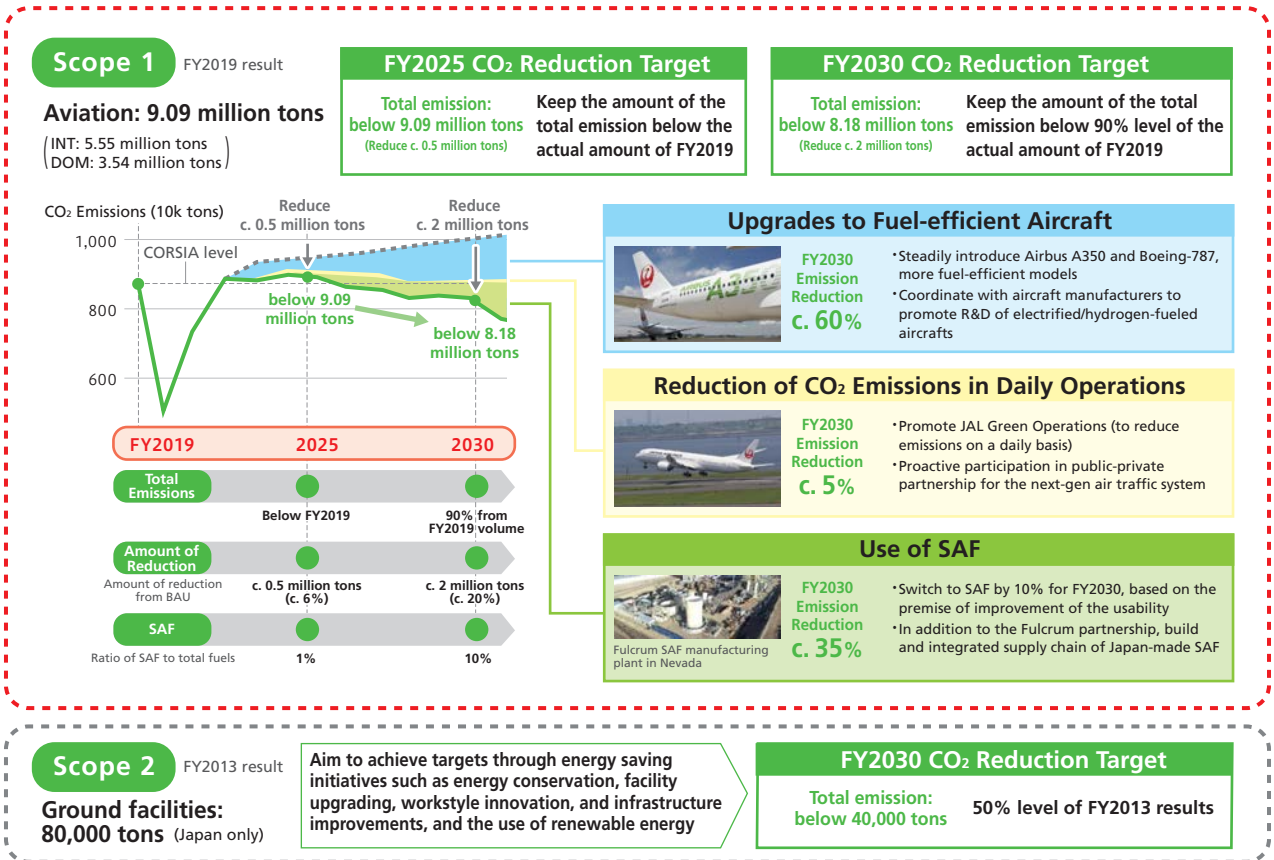 Scope 1 FY2019 result
Aviation: 9.09 million tons
(INT: 5.55 million tons
DOM: 3.54 million tons)
FY2025 CO₂ Reduction Target
Total emission:
below 9.09 million tons
(Reduce c. 0.5 million tons)
Keep the amount of the
total emission below the
actual amount of FY2019
FY2030 CO₂ Reduction Target
Total emission:
below 8.18 million tons
(Reduce c. 2 million tons)
Keep the amount of the total
emission below 90% level of the
actual amount of FY2019
CO₂ Emissions (10k tons)
Reduce
c. 0.5 million tons
Reduce
c. 2 million tons
1,000
CORSIA level
800
600
below 9.09
million tons
below 8.18
million tons
FY2019 2025 2030
Total
Emissions
Below FY2019
90% from
FY2019 volume
Amount of
Reduction
Amount of reduction
from BAU
c. 0.5 million tons
(c. 6%)
c. 2 million tons
(c. 20%)
SAF
Ratio of SAF to total fuels
1%
10%
Upgrades to Fuel-efficient Aircraft
AIRBUS A350
FY2030
Emission
Reduction
c. 60%
・Steadily introduce Airbus A350 and Boeing-787,
more fuel-efficient models
・Coordinate with aircraft manufacturers to
promote R&D of electrified/hydrogen-fueled
aircrafts
Reduction of CO₂ Emissions in Daily Operations
FY2030
Emission
Reduction
c. 5%
・Promote JAL Green Operations (to reduce
emissions on a daily basis)
・Proactive participation in public-private
partnership for the next-gen air traffic system
Use of SAF
Fulcrum SAF manufacturing
plant in Nevada
FY2030
Emission
Reduction
c. 35%
・Switch to SAF by 10% for FY2030, based on the
premise of improvement of the usability
・In addition to the Fulcrum partnership, build
and integrated supply chain of Japan-made SAF
Scope 2 FY2013 result
Ground facilities:
80,000 tons (Japan only)
Aim to achieve targets through energy saving
initiatives such as energy conservation, facility
upgrading, workstyle innovation, and infrastructure
improvements, and the use of renewable energy
FY2030 CO₂ Reduction Target
Total emission:
below 40,000 tons
50% level of FY2013 results